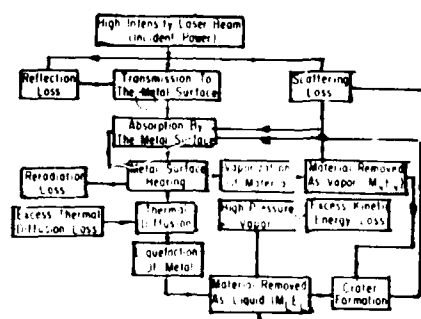 High Intensity Laser Beam
(Incident Power)
Reflection
Loss
Transmission To
The Metal Surface
Scattering
Loss
Absorption By
The Metal Surface
Reradiation
Loss
Metal Surface
Heating
Vaporization
Of Material
Material Removed
As Vapor
Excess Thermal
Diffusion Loss
Thermal
Diffusion
High Pressure
Vapor
Excess Kinetic
Energy Loss
Liquefaction
Of Metal
Material Removed
As Liquid
Crater
Formation